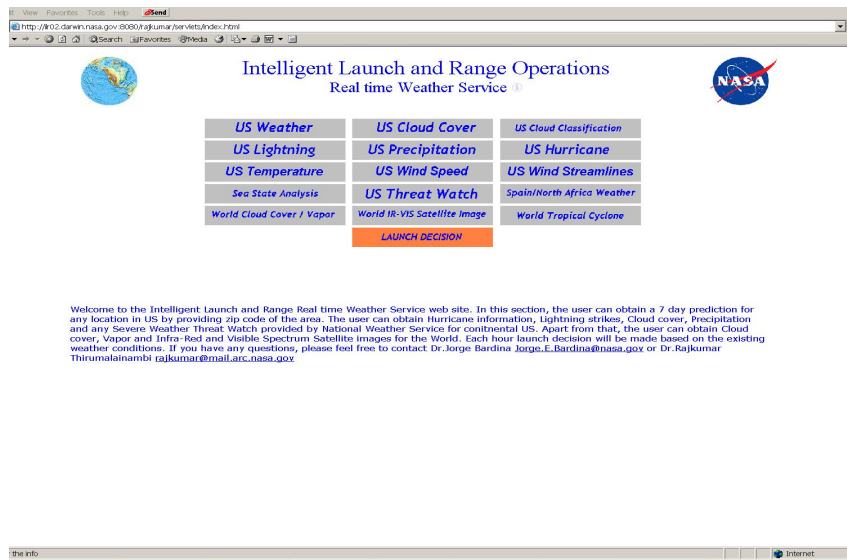 it View Favorites Tools Help Send
http://lr02.darwin.nasa.gov:8080/rajkumar/servlets/index.html
Search Favorites Media
Intelligent Launch and Range Operations
Real time Weather Service
NASA
US Weather US Cloud Cover US Cloud Classification
US Lightning US Precipitation US Hurricane
US Temperature US Wind Speed US Wind Streamlines
Sea State Analysis US Threat Watch Spain/North Africa Weather
World Cloud Cover / Vapor World IR-VIS Satellite Image World Tropical Cyclone
LAUNCH DECISION
Welcome to the Intelligent Launch and Range Real time Weather Service web site. In this section, the user can obtain a 7 day prediction for
any location in US by providing zip code of the area. The user can obtain Hurricane information, Lightning strikes, Cloud cover, Precipitation
and any Severe Weather Threat Watch provided by National Weather Service for conitnental US. Apart from that, the user can obtain Cloud
cover, Vapor and Infra-Red and Visible Spectrum Satellite images for the World. Each hour launch decision will be made based on the existing
weather conditions. If you have any questions, please feel free to contact Dr.Jorge Bardina Jorge.E.Bardina@nasa.gov or Dr.Rajkumar
Thirumalainambi rajkumar@mail.arc.nasa.gov
the info Internet